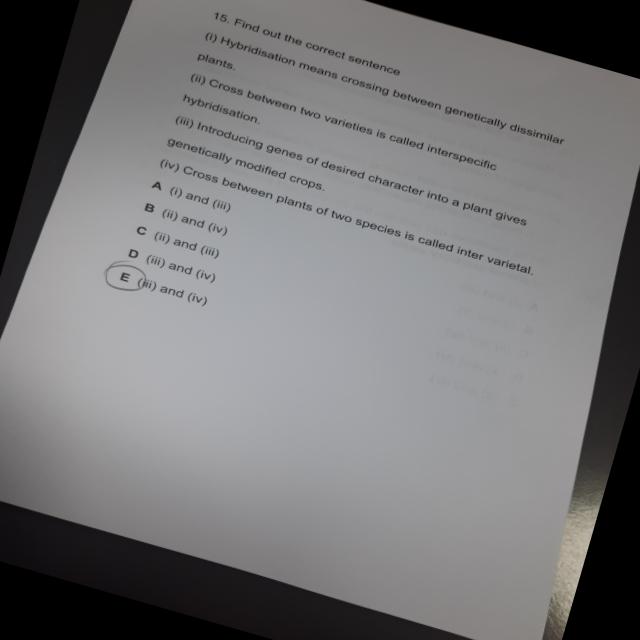 15. Find out the correct sentence
(i) Hybridisation means crossing between genetically dissimilar
plants.
(ii) Cross between two varieties is called interspecific
hybridisation.
(iii) Introducing genes of desired character into a plant gives
genetically modified crops.
(iv) Cross between plants of two species is called inter varietal.
A (i) and (iii)
B (ii) and (iv)
C (ii) and (iii)
D (iii) and (iv)
E (iii) and (iv)